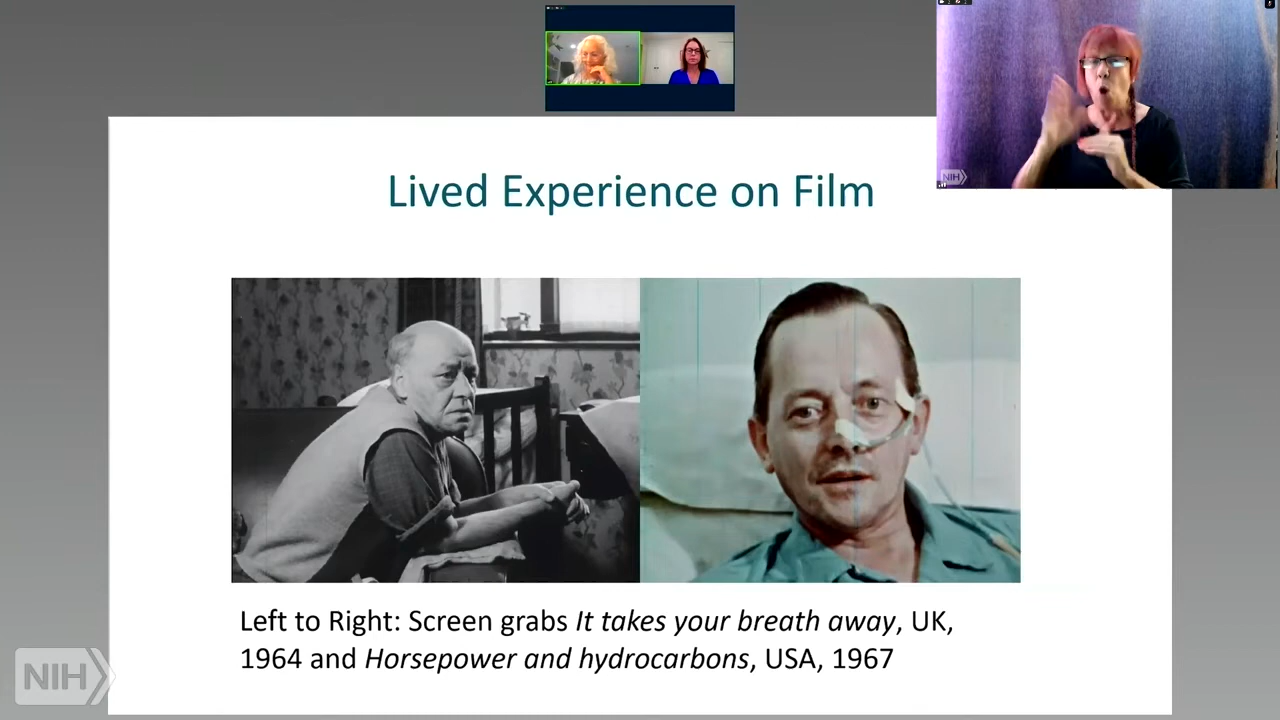 NIH
Lived Experience on Film
Left to Right: Screen grabs It takes your breath away, UK,
1964 and Horsepower and hydrocarbons, USA, 1967
NIH